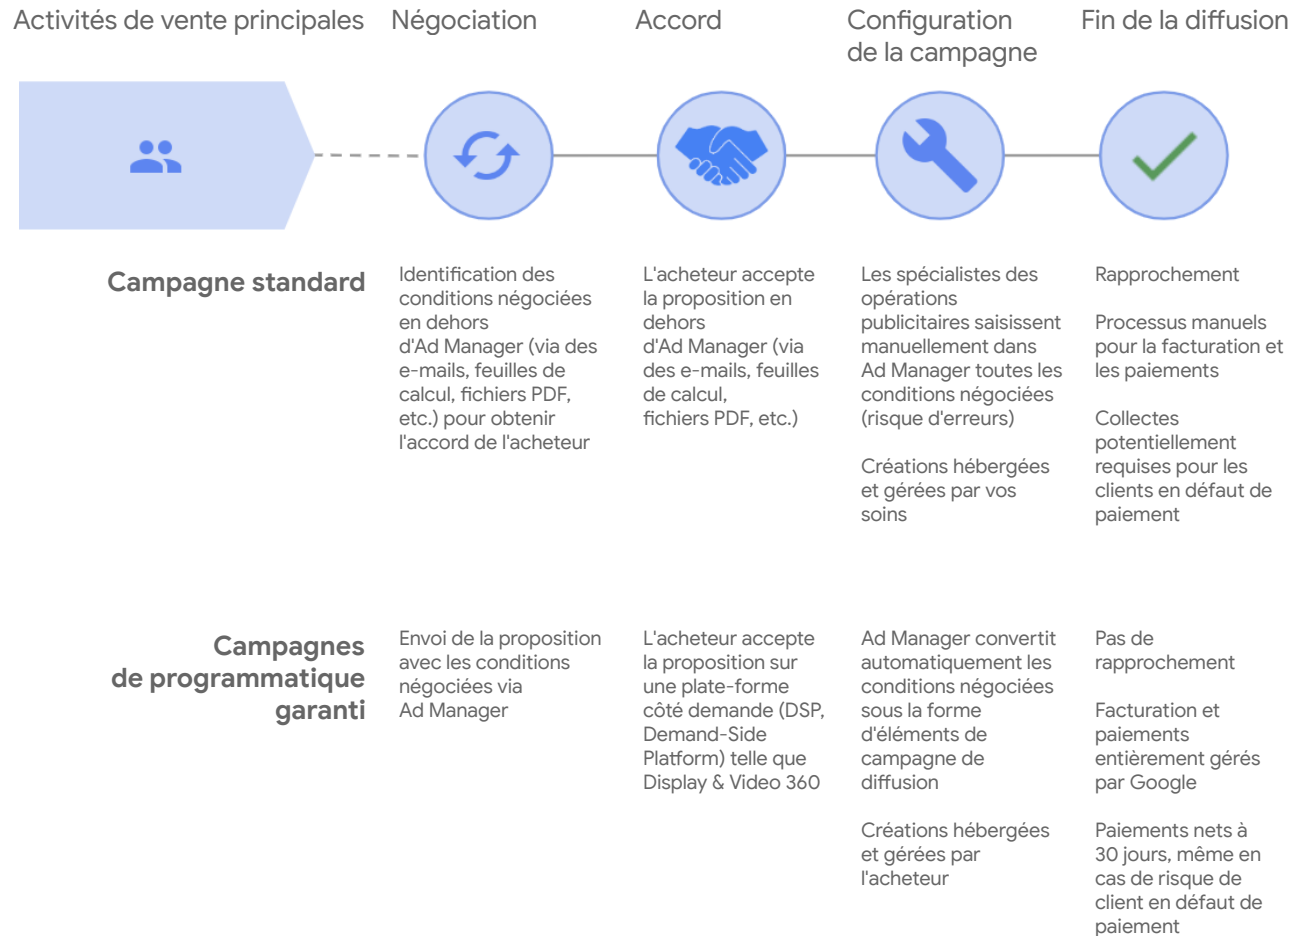 Activités de vente principales
Négociation
Accord
Configuration
de la campagne
Fin de la diffusion
Campagne standard
Identification des
conditions négociées
en dehors
d'Ad Manager (via des
e-mails, feuilles de
calcul, fichiers PDF,
etc.) pour obtenir
l'accord de l'acheteur
L'acheteur accepte
la proposition en
dehors
d'Ad Manager (via
des e-mails, feuilles
de calcul,
fichiers PDF, etc.)
Les spécialistes des
opérations
publicitaires saisissent
manuellement dans
Ad Manager toutes les
conditions négociées
(risque d'erreurs)
Créations hébergées
et gérées par vos
soins
Rapprochement
Processus manuels
pour la facturation et
les paiements
Collectes
potentiellement
requises pour les
clients en défaut de
paiement
Campagnes
de programmatique
garanti
Envoi de la proposition
avec les conditions
négociées via
Ad Manager
L'acheteur accepte
la proposition sur
une plate-forme
côté demande (DSP,
Demand-Side
Platform) telle que
Display & Video 360
Ad Manager convertit
automatiquement les
conditions négociées
sous la forme
d'éléments de
campagne de
diffusion
Créations hébergées
et gérées par
l'acheteur
Pas de
rapprochement
Facturation et
paiements
entièrement gérés
par Google
Paiements nets à
30 jours, même en
cas de risque de
client en défaut de
paiement